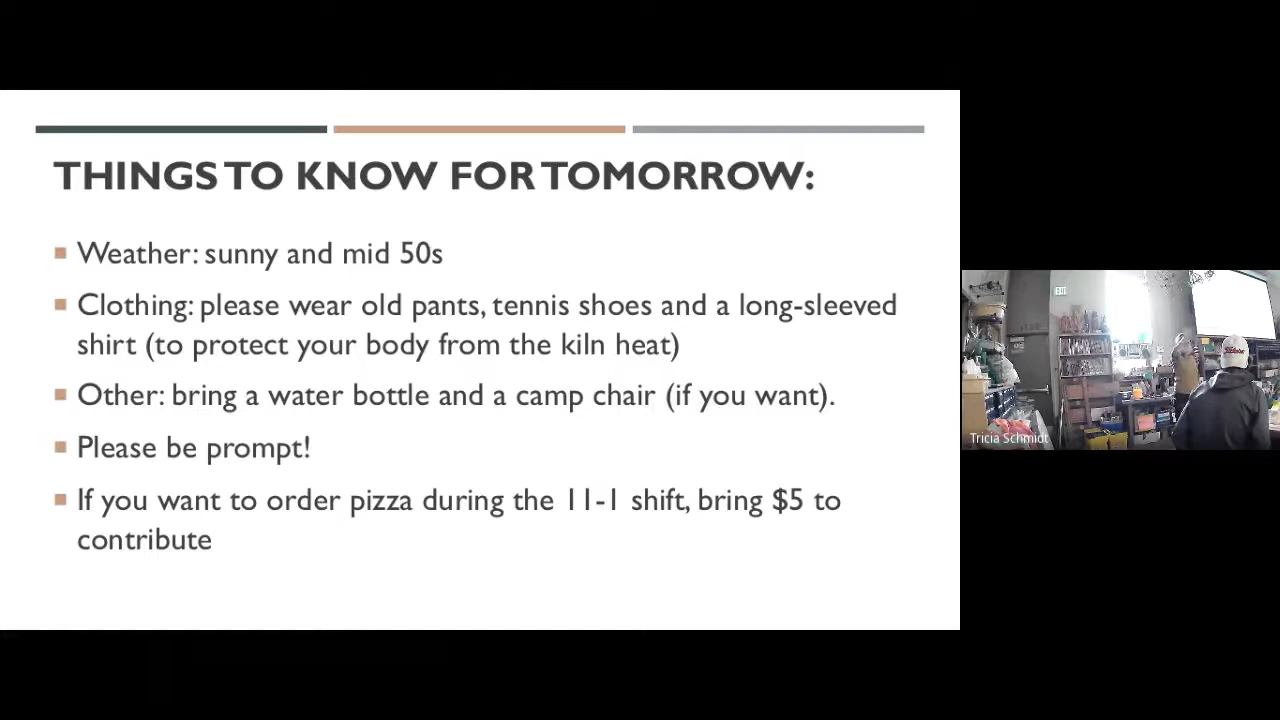 THINGS TO KNOW FOR TOMORROW:
Weather: sunny and mid 50s
Clothing: please wear old pants, tennis shoes and a long-sleeved
shirt (to protect your body from the kiln heat)
Other: bring a water bottle and a camp chair (if you want).
Please be prompt!
If you want to order pizza during the 11-1 shift, bring $5 to
contribute
EXIT
Tricia Schmidt